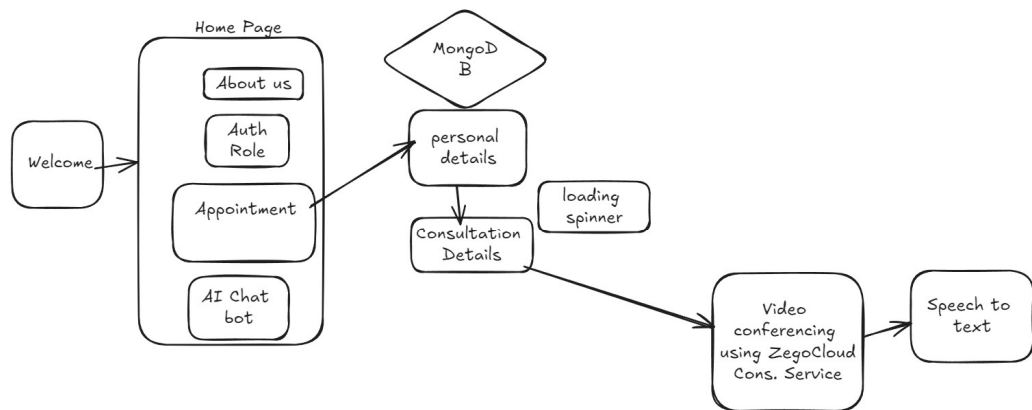 Home Page
About us
Auth
Role
Appointment
AI Chat
bot
Welcome
MongoD
B
personal
details
loading
spinner
Consultation
Details
Video
conferencing
using ZegoCloud
Cons. Service
Speech to
text